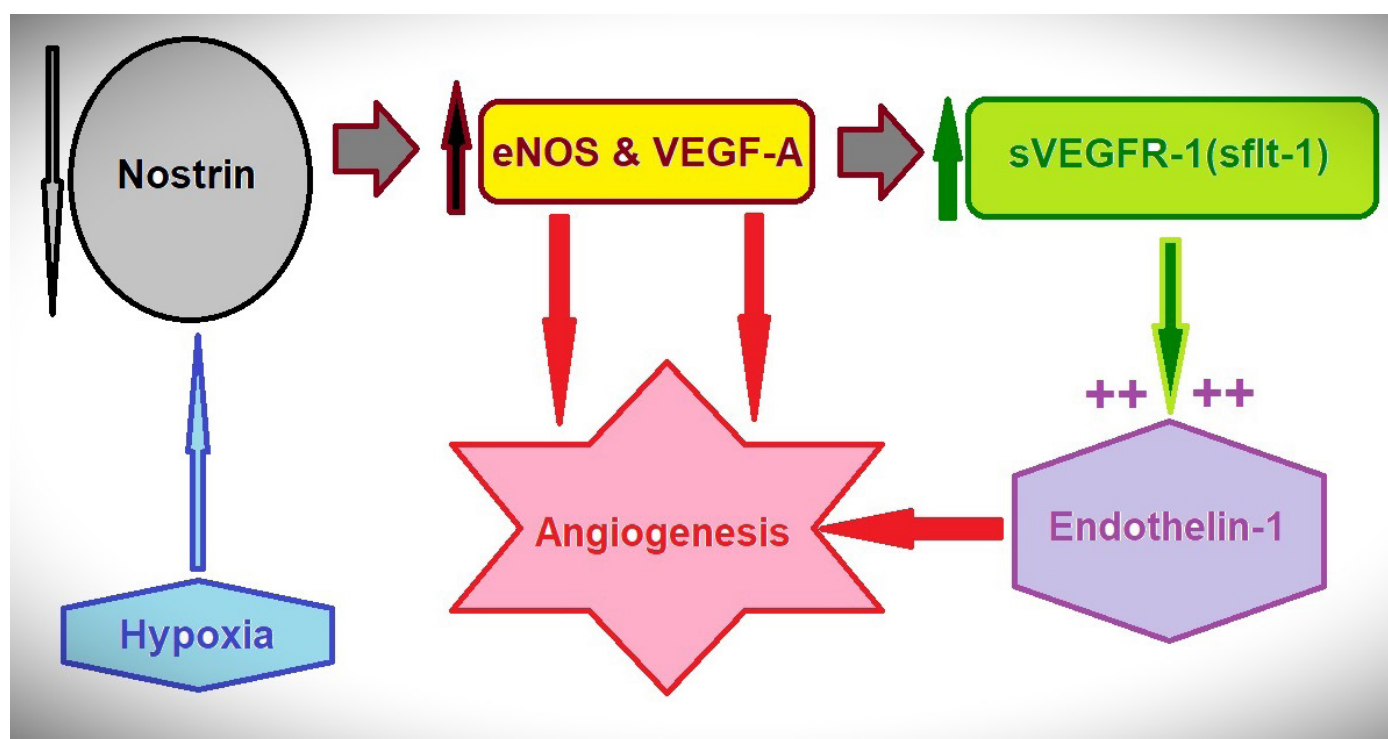 Nostrin
eNOS & VEGF-A
sVEGFR-1(sflt-1)
++ ++
Angiogenesis
Endothelin-1
Hypoxia